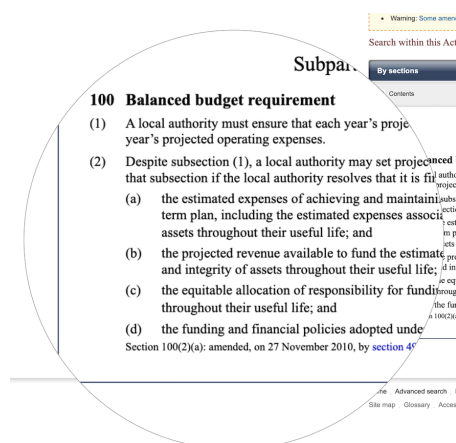 Warning: Some amen
Search within this Act
By sections
Contents
Subpar
100 Balanced budget requirement
(1) A local authority must ensure that each year's proje
year's projected operating expenses.
(2) Despite subsection (1), a local authority may set projec
that subsection if the local authority resolves that it is fi
(a) the estimated expenses of achieving and maintaini
term plan, including the estimated expenses associa
assets throughout their useful life; and
(b) the projected revenue available to fund the estimate
and integrity of assets throughout their useful life;
(c) the equitable allocation of responsibility for fundi
throughout their useful life; and
(d) the funding and financial policies adopted unde
Section 100(2)(a): amended, on 27 November 2010, by section 49
Advanced search
Site map Glossary Acces